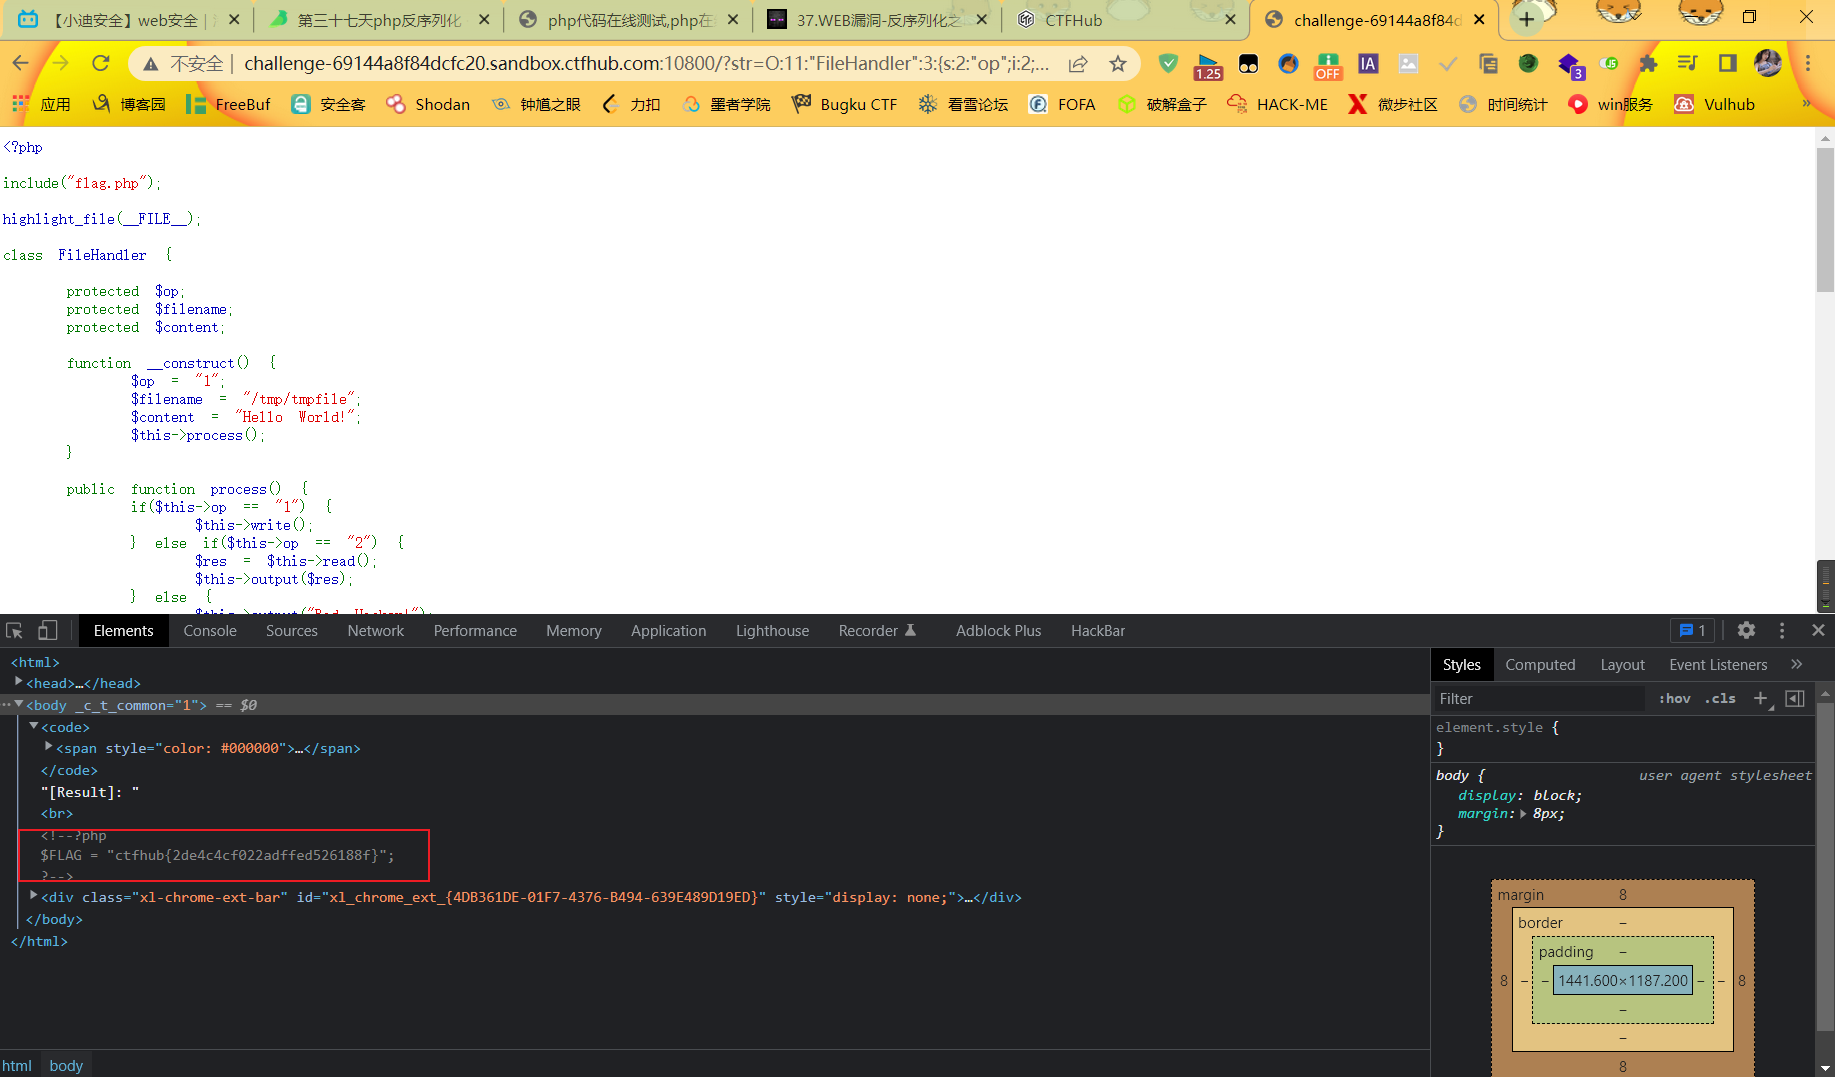 【小迪安全】web安全 |
第三十七天php反序列化
php代码在线测试,php在
37.WEB漏洞-反序列化之
CTFHub
challenge-69144a8f84d
不安全 | challenge-69144a8f84dcfc20.sandbox.ctfhub.com:10800/?str=O:11:"FileHandler":3:{s:2:"op";i:2;...
1.25
OFF
IA
3
应用
博客园
FreeBuf
安全客
Shodan
钟馗之眼
力扣
墨者学院
Bugku CTF
看雪论坛
FOFA
破解盒子
HACK-ME
微步社区
时间统计
win服务
Vulhub
»
<?php
include("flag.php");
highlight_file(__FILE__);
class FileHandler {
protected $op;
protected $filename;
protected $content;
function __construct() {
$op = "1";
$filename = "/tmp/tmpfile";
$content = "Hello World!";
$this->process();
}
public function process() {
if($this->op == "1") {
$this->write();
} else if($this->op == "2") {
$res = $this->read();
$this->output($res);
} else {
$this->output("Bad Hacker!");
Elements
Console
Sources
Network
Performance
Memory
Application
Lighthouse
Recorder
Adblock Plus
HackBar
1
<html>
<head>…</head>
<body _c_t_common="1"> == $0
<code>
<span style="color: #000000">…</span>
</code>
"[Result]: "
<br>
<!--?php
$FLAG = "ctfhub{2de4c4cf022adffed526188f}";
?-->
<div class="xl-chrome-ext-bar" id="xl_chrome_ext_{4DB361DE-01F7-4376-B494-639E489D19ED}" style="display: none;">…</div>
</body>
</html>
html
body
Styles
Computed
Layout
Event Listeners
»
Filter
:hov
.cls
+
element.style {
}
body {
user agent stylesheet
display: block;
margin: 8px;
}
margin
8
border
–
padding
–
8
–
–
1441.600×1187.200
–
–
8
–
–
8